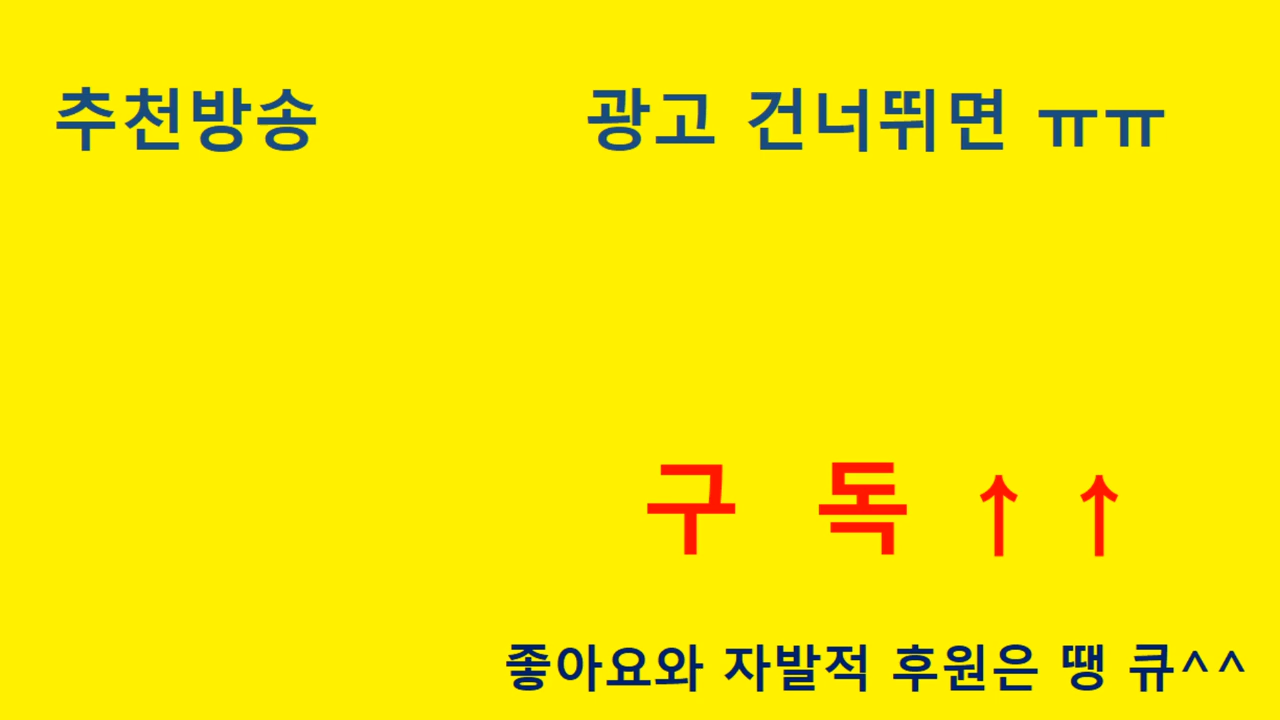 추천방송
광고 건너뛰면 ㅠㅠ
구 독 ↑ ↑
좋아요와 자발적 후원은 땡 큐^^